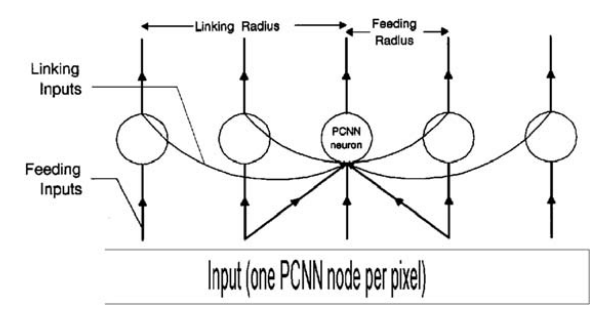 Linking Radius
Feeding
Radius
Linking
Inputs
PCNN
neuron
Feeding
Inputs
Input (one PCNN node per pixel)